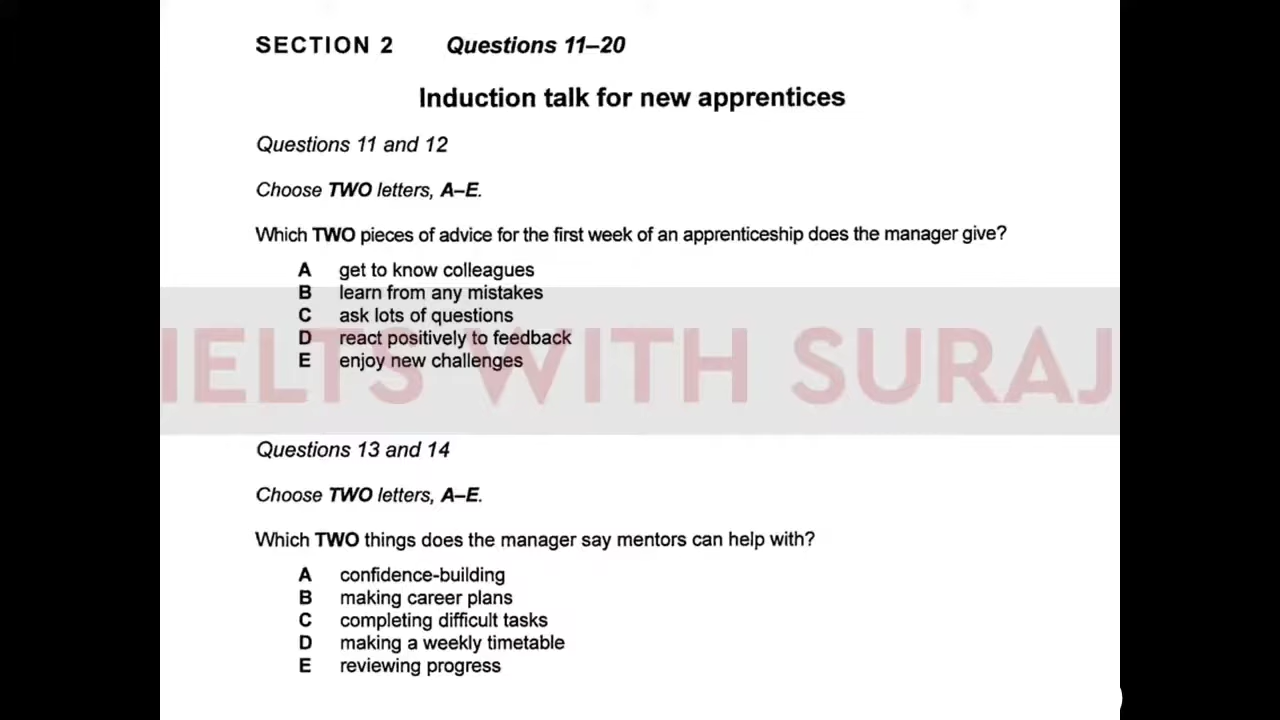 SECTION 2 Questions 11–20
Induction talk for new apprentices
Questions 11 and 12
Choose TWO letters, A–E.
Which TWO pieces of advice for the first week of an apprenticeship does the manager give?
A get to know colleagues
B learn from any mistakes
C ask lots of questions
D react positively to feedback
E enjoy new challenges
IELTS WITH SURAJ
Questions 13 and 14
Choose TWO letters, A–E.
Which TWO things does the manager say mentors can help with?
A confidence-building
B making career plans
C completing difficult tasks
D making a weekly timetable
E reviewing progress